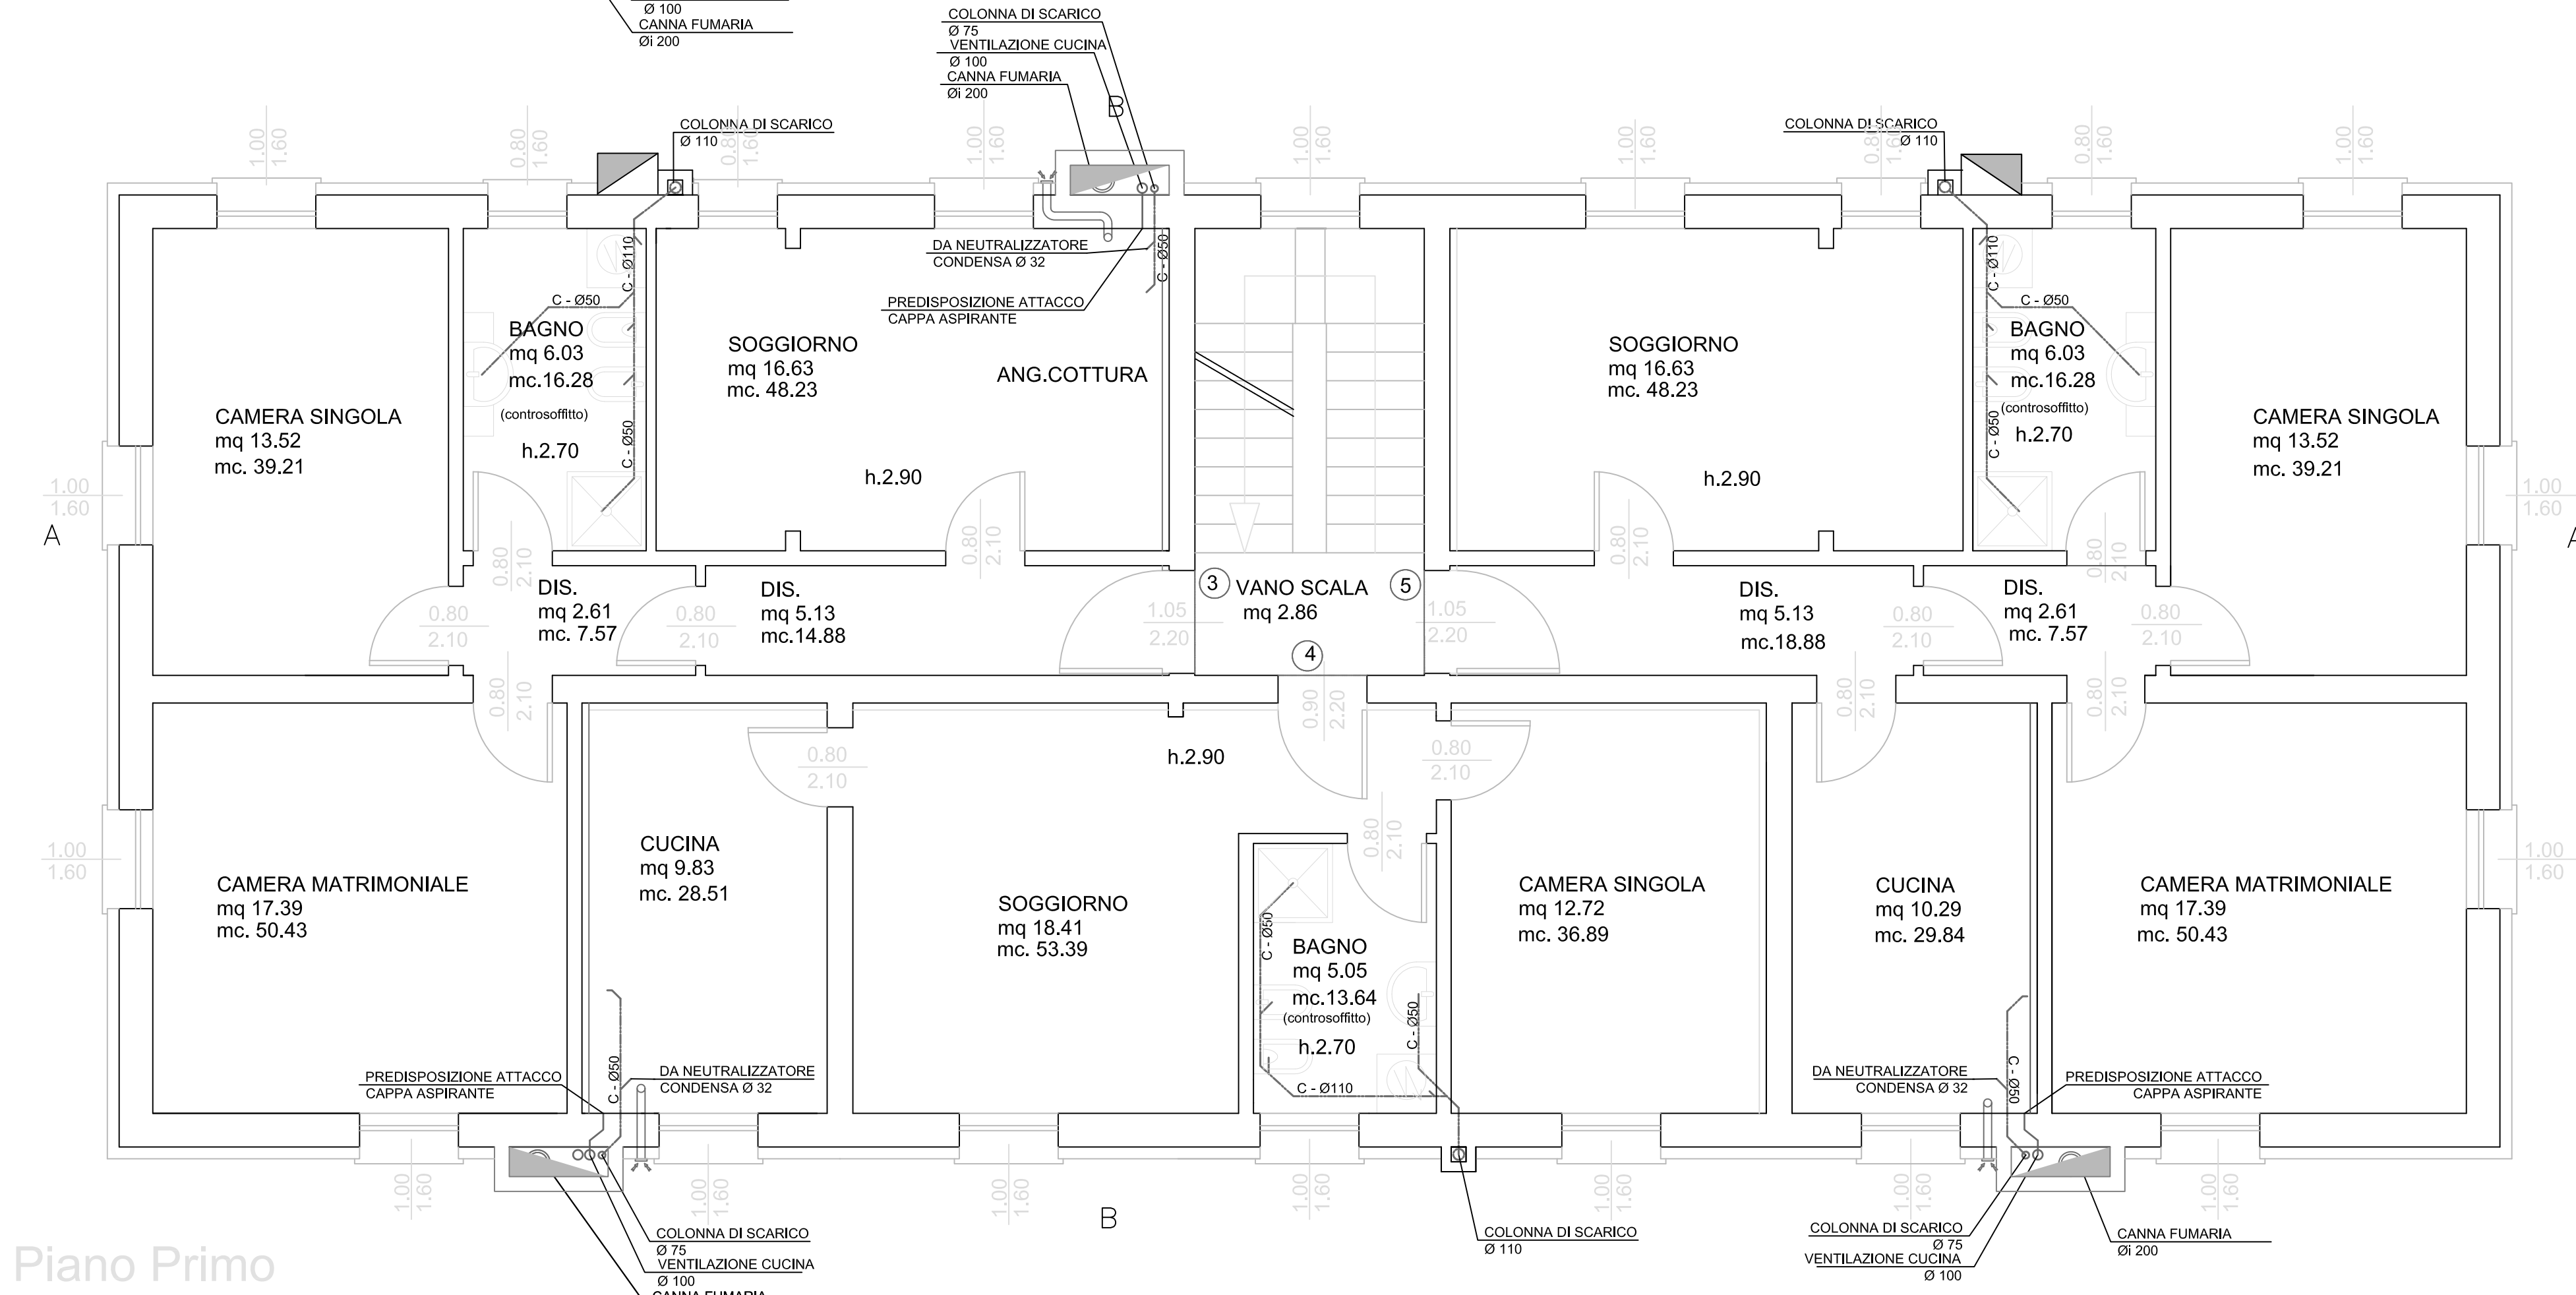 Ø 100
CANNA FUMARIA
Øi 200
COLONNA DI SCARICO
Ø 75
VENTILAZIONE CUCINA
Ø 100
CANNA FUMARIA
Øi 200
B
COLONNA DI SCARICO
Ø 110
COLONNA DI SCARICO
Ø 110
1.00
1.60
0.80
1.60
0.80
1.60
1.00
1.60
1.00
1.60
1.00
1.60
0.80
1.60
0.80
1.60
1.00
1.60
DA NEUTRALIZZATORE
CONDENSA Ø 32
C - Ø50
PREDISPOSIZIONE ATTACCO
CAPPA ASPIRANTE
C - Ø110
C - Ø50
BAGNO
mq 6.03
mc.16.28
(controsoffitto)
h.2.70
C - Ø50
SOGGIORNO
mq 16.63
mc. 48.23
ANG.COTTURA
h.2.90
SOGGIORNO
mq 16.63
mc. 48.23
h.2.90
C - Ø110
C - Ø50
BAGNO
mq 6.03
mc.16.28
(controsoffitto)
h.2.70
C - Ø50
CAMERA SINGOLA
mq 13.52
mc. 39.21
CAMERA SINGOLA
mq 13.52
mc. 39.21
1.00
1.60
A
1.00
1.60
A
0.80
2.10
0.80
2.10
0.80
2.10
0.80
2.10
DIS.
mq 2.61
mc. 7.57
DIS.
mq 5.13
mc.14.88
3
VANO SCALA
mq 2.86
5
4
DIS.
mq 5.13
mc.18.88
DIS.
mq 2.61
mc. 7.57
0.80
2.10
0.80
2.10
1.05
2.20
1.05
2.20
0.80
2.10
0.80
2.10
0.80
2.10
0.90
2.20
0.80
2.10
0.80
2.10
0.80
2.10
h.2.90
0.80
2.10
0.80
2.10
1.00
1.60
1.00
1.60
CAMERA MATRIMONIALE
mq 17.39
mc. 50.43
CUCINA
mq 9.83
mc. 28.51
SOGGIORNO
mq 18.41
mc. 53.39
C - Ø50
BAGNO
mq 5.05
mc.13.64
(controsoffitto)
h.2.70
C - Ø50
C - Ø110
CAMERA SINGOLA
mq 12.72
mc. 36.89
CUCINA
mq 10.29
mc. 29.84
CAMERA MATRIMONIALE
mq 17.39
mc. 50.43
PREDISPOSIZIONE ATTACCO
CAPPA ASPIRANTE
C - Ø50
DA NEUTRALIZZATORE
CONDENSA Ø 32
DA NEUTRALIZZATORE
CONDENSA Ø 32
C - Ø50
PREDISPOSIZIONE ATTACCO
CAPPA ASPIRANTE
1.00
1.60
1.00
1.60
1.00
1.60
1.00
1.60
1.00
1.60
1.00
1.60
1.00
1.60
B
COLONNA DI SCARICO
Ø 75
VENTILAZIONE CUCINA
Ø 100
CANNA FUMARIA
COLONNA DI SCARICO
Ø 110
COLONNA DI SCARICO
Ø 75
VENTILAZIONE CUCINA
Ø 100
CANNA FUMARIA
Øi 200
Piano Primo